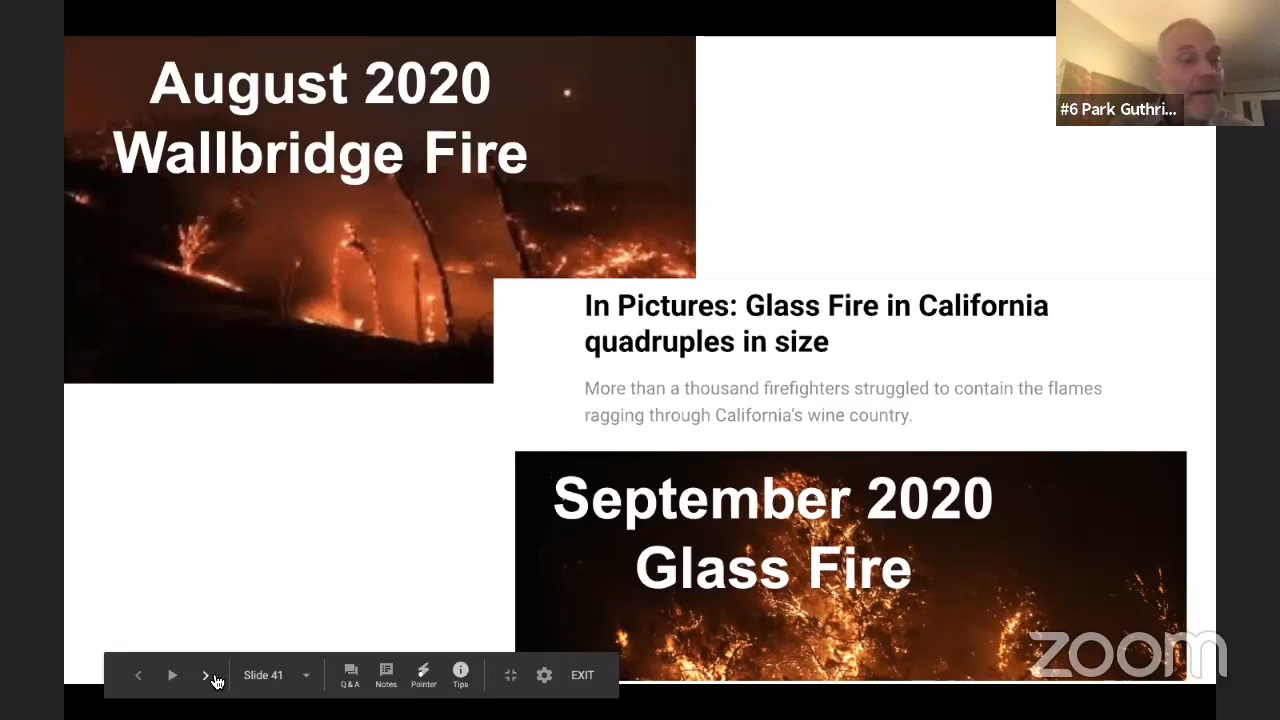 August 2020
Wallbridge Fire
#6 Park Guthri...
In Pictures: Glass Fire in California
quadruples in size
More than a thousand firefighters struggled to contain the flames
ragging through California's wine country.
September 2020
Glass Fire
zoom
Slide 41
Q&A
Notes
Pointer
Tips
EXIT